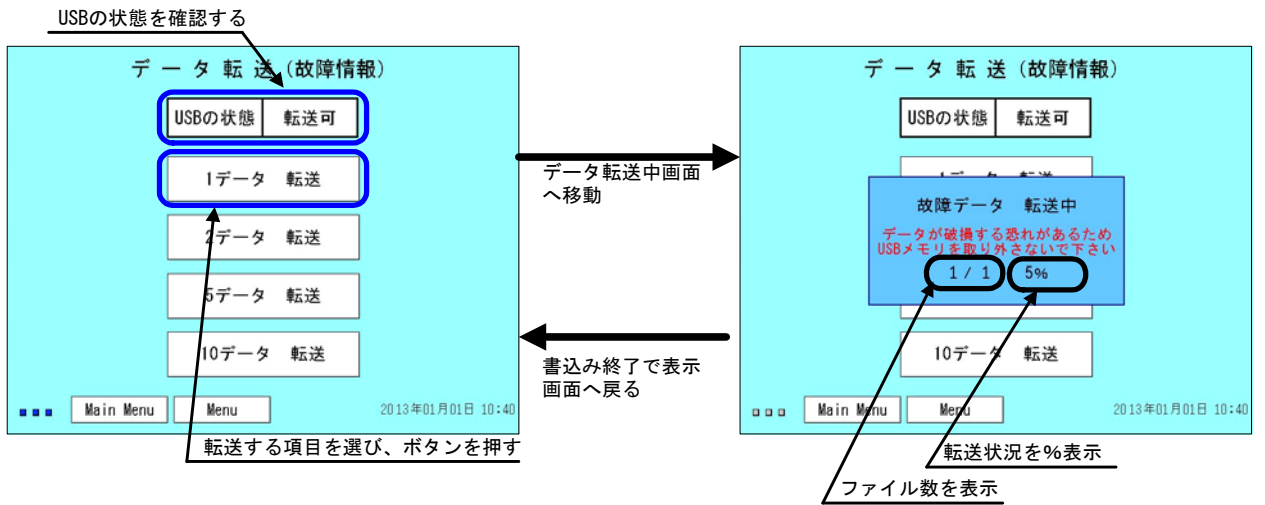 USBの状態を確認する
データ転送(故障情報)
USBの状態 転送可
1データ 転送
2データ 転送
5データ 転送
10データ 転送
Main Menu Menu 2013年01月01日 10:40
転送する項目を選び、ボタンを押す
データ転送中画面
へ移動
書込み終了で表示
画面へ戻る
データ転送(故障情報)
USBの状態 転送可
1データ 転送
故障データ 転送中
データが破損する恐れがあるため
USBメモリを取り外さないで下さい
1/ 1 5%
10データ 転送
Main Menu Menu 2013年01月01日 10:40
転送状況を%表示
ファイル数を表示